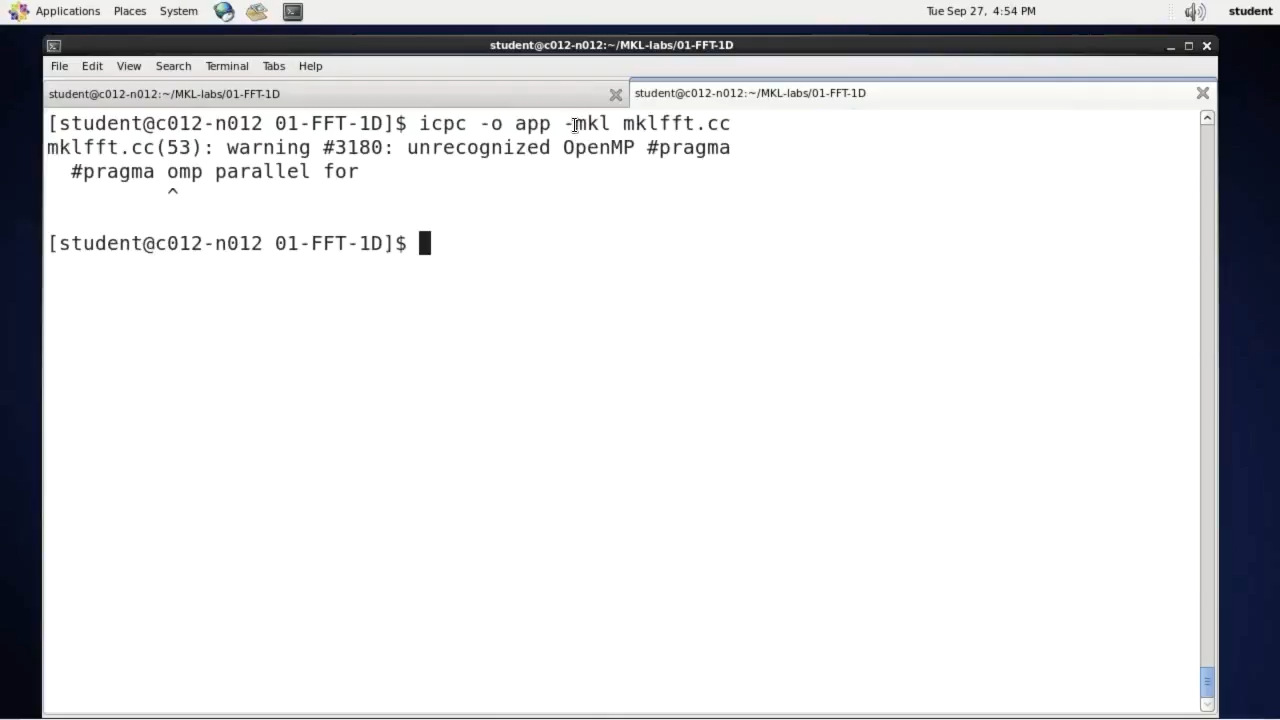 Applications Places System Tue Sep 27, 4:54 PM student
student@c012-n012:~/MKL-labs/01-FFT-1D
File Edit View Search Terminal Tabs Help
student@c012-n012:~/MKL-labs/01-FFT-1D student@c012-n012:~/MKL-labs/01-FFT-1D
[student@c012-n012 01-FFT-1D]$ icpc -o app -mkl mklfft.cc
mklfft.cc(53): warning #3180: unrecognized OpenMP #pragma
#pragma omp parallel for
^
[student@c012-n012 01-FFT-1D]$